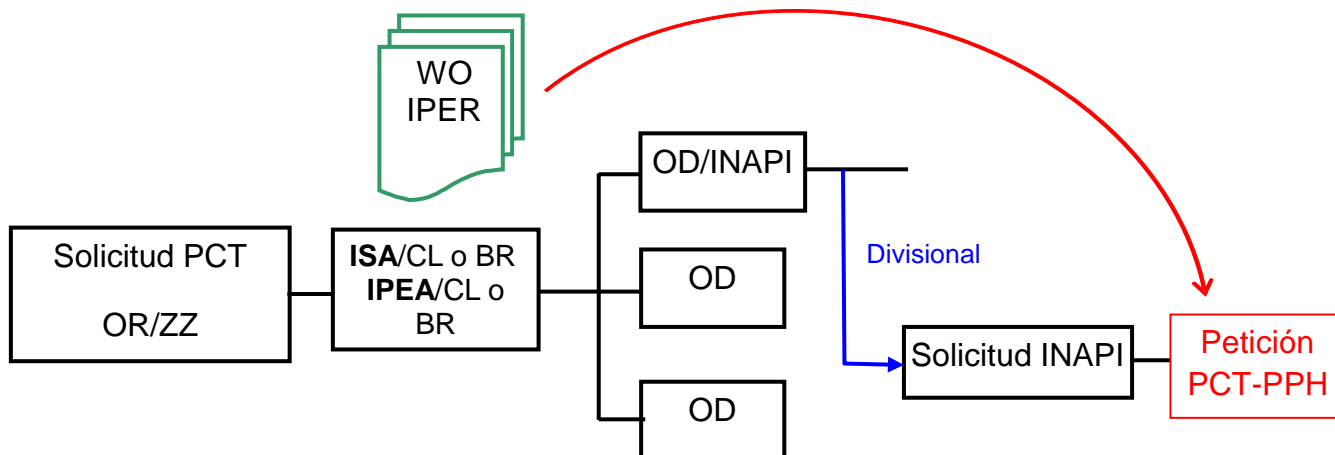 WO
IPER
OD/INAPI
Solicitud PCT
OR/ZZ
ISA/CL o BR
IPEA/CL o
BR
OD
Divisional
Solicitud INAPI
Petición
PCT-PPH
OD